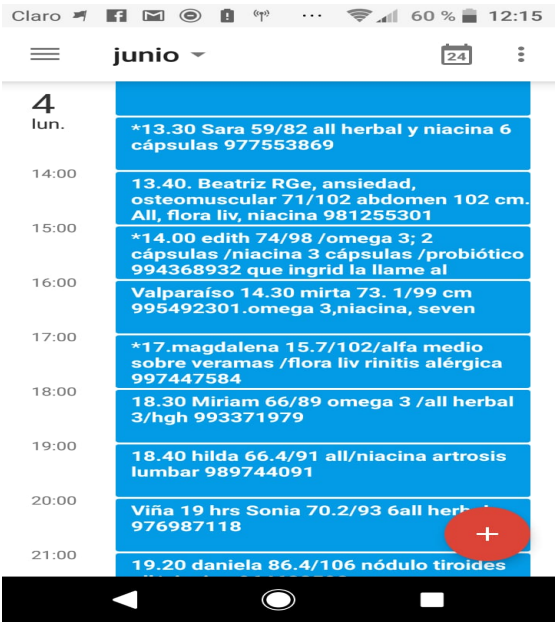 Claro 60 % 12:15
junio 24
4
lun.
*13.30 Sara 59/82 all herbal y niacina 6
cápsulas 977553869
14:00
13.40. Beatriz RGe, ansiedad,
osteomuscular 71/102 abdomen 102 cm.
All, flora liv, niacina 981255301
15:00
*14.00 edith 74/98 /omega 3; 2
cápsulas /niacina 3 cápsulas /probiótico
994368932 que ingrid la llame al
16:00
Valparaíso 14.30 mirta 73. 1/99 cm
995492301.omega 3,niacina, seven
17:00
*17.magdalena 15.7/102/alfa medio
sobre veramas /flora liv rinitis alérgica
997447584
18:00
18.30 Miriam 66/89 omega 3 /all herbal
3/hgh 993371979
19:00
18.40 hilda 66.4/91 all/niacina artrosis
lumbar 989744091
20:00
Viña 19 hrs Sonia 70.2/93 6all
976987118
21:00
19.20 daniela 86.4/106 nódulo tiroides